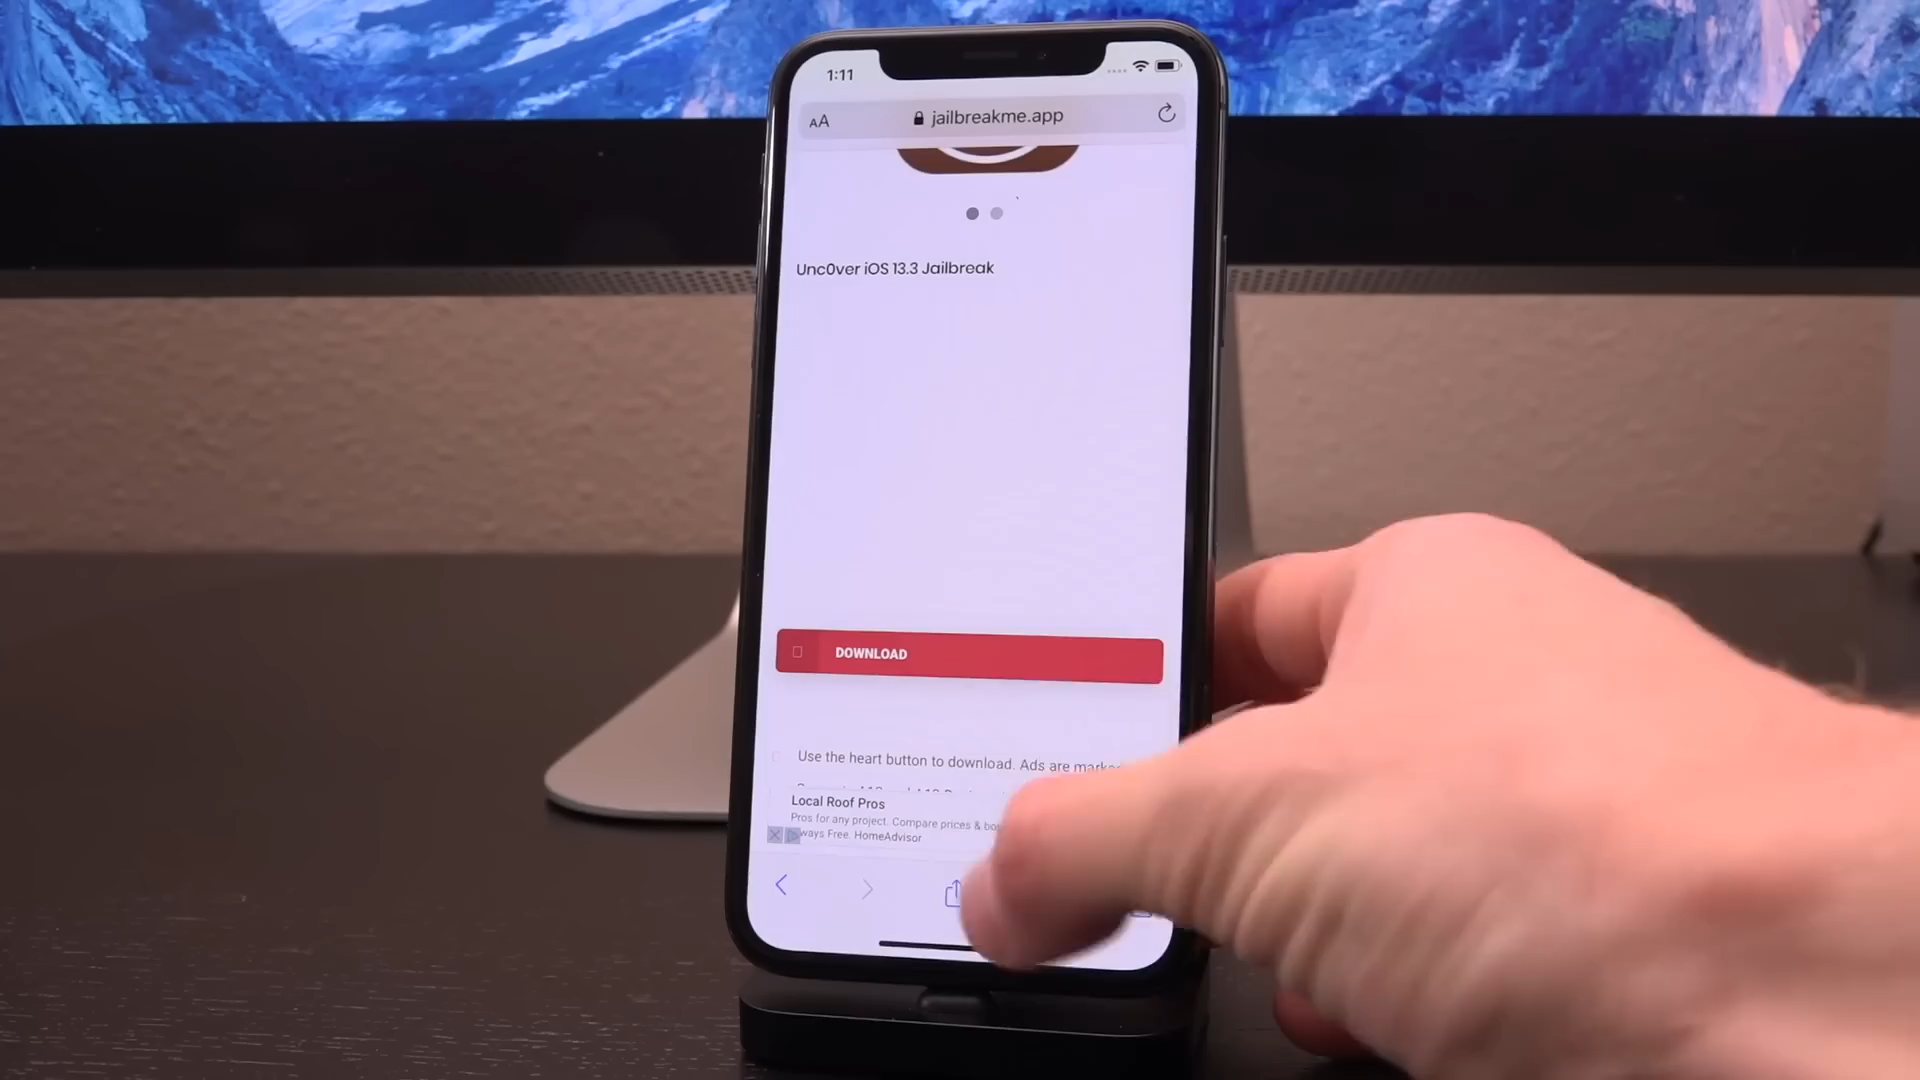 1:11
AA jailbreakme.app
Unc0ver iOS 13.3 Jailbreak
DOWNLOAD
Use the heart button to download. Ads are
Local Roof Pros
Pros for any project. Compare prices &
ways Free. HomeAdvisor